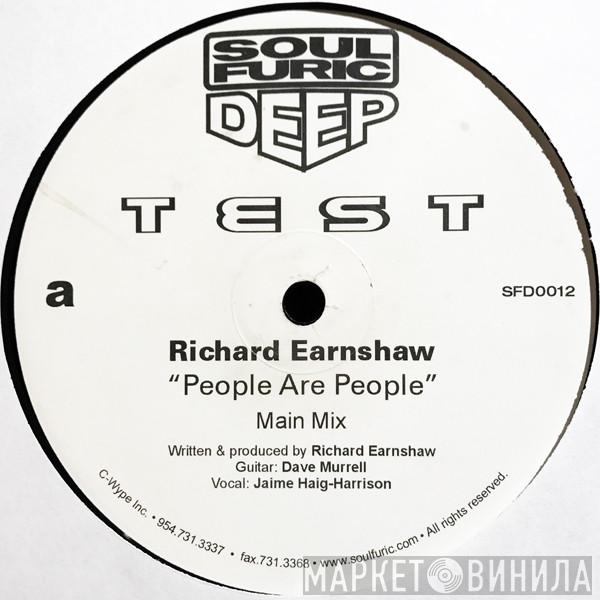 SOUL
FURIC
DEEP
TEST
a
SFD0012
Richard Earnshaw
“People Are People”
Main Mix
Written & produced by Richard Earnshaw
Guitar: Dave Murrell
Vocal: Jaime Haig-Harrison
C-Wype Inc. • 954.731.3337 • fax.731.3368 • www.soulfuric.com • All rights reserved.
МАРКЕТ ВИНИЛА